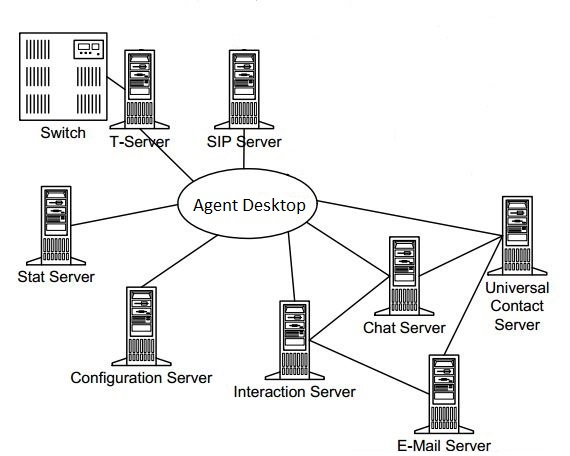 Switch
T-Server
SIP Server
Agent Desktop
Stat Server
Universal
Contact
Server
Chat Server
Configuration Server
Interaction Server
E-Mail Server